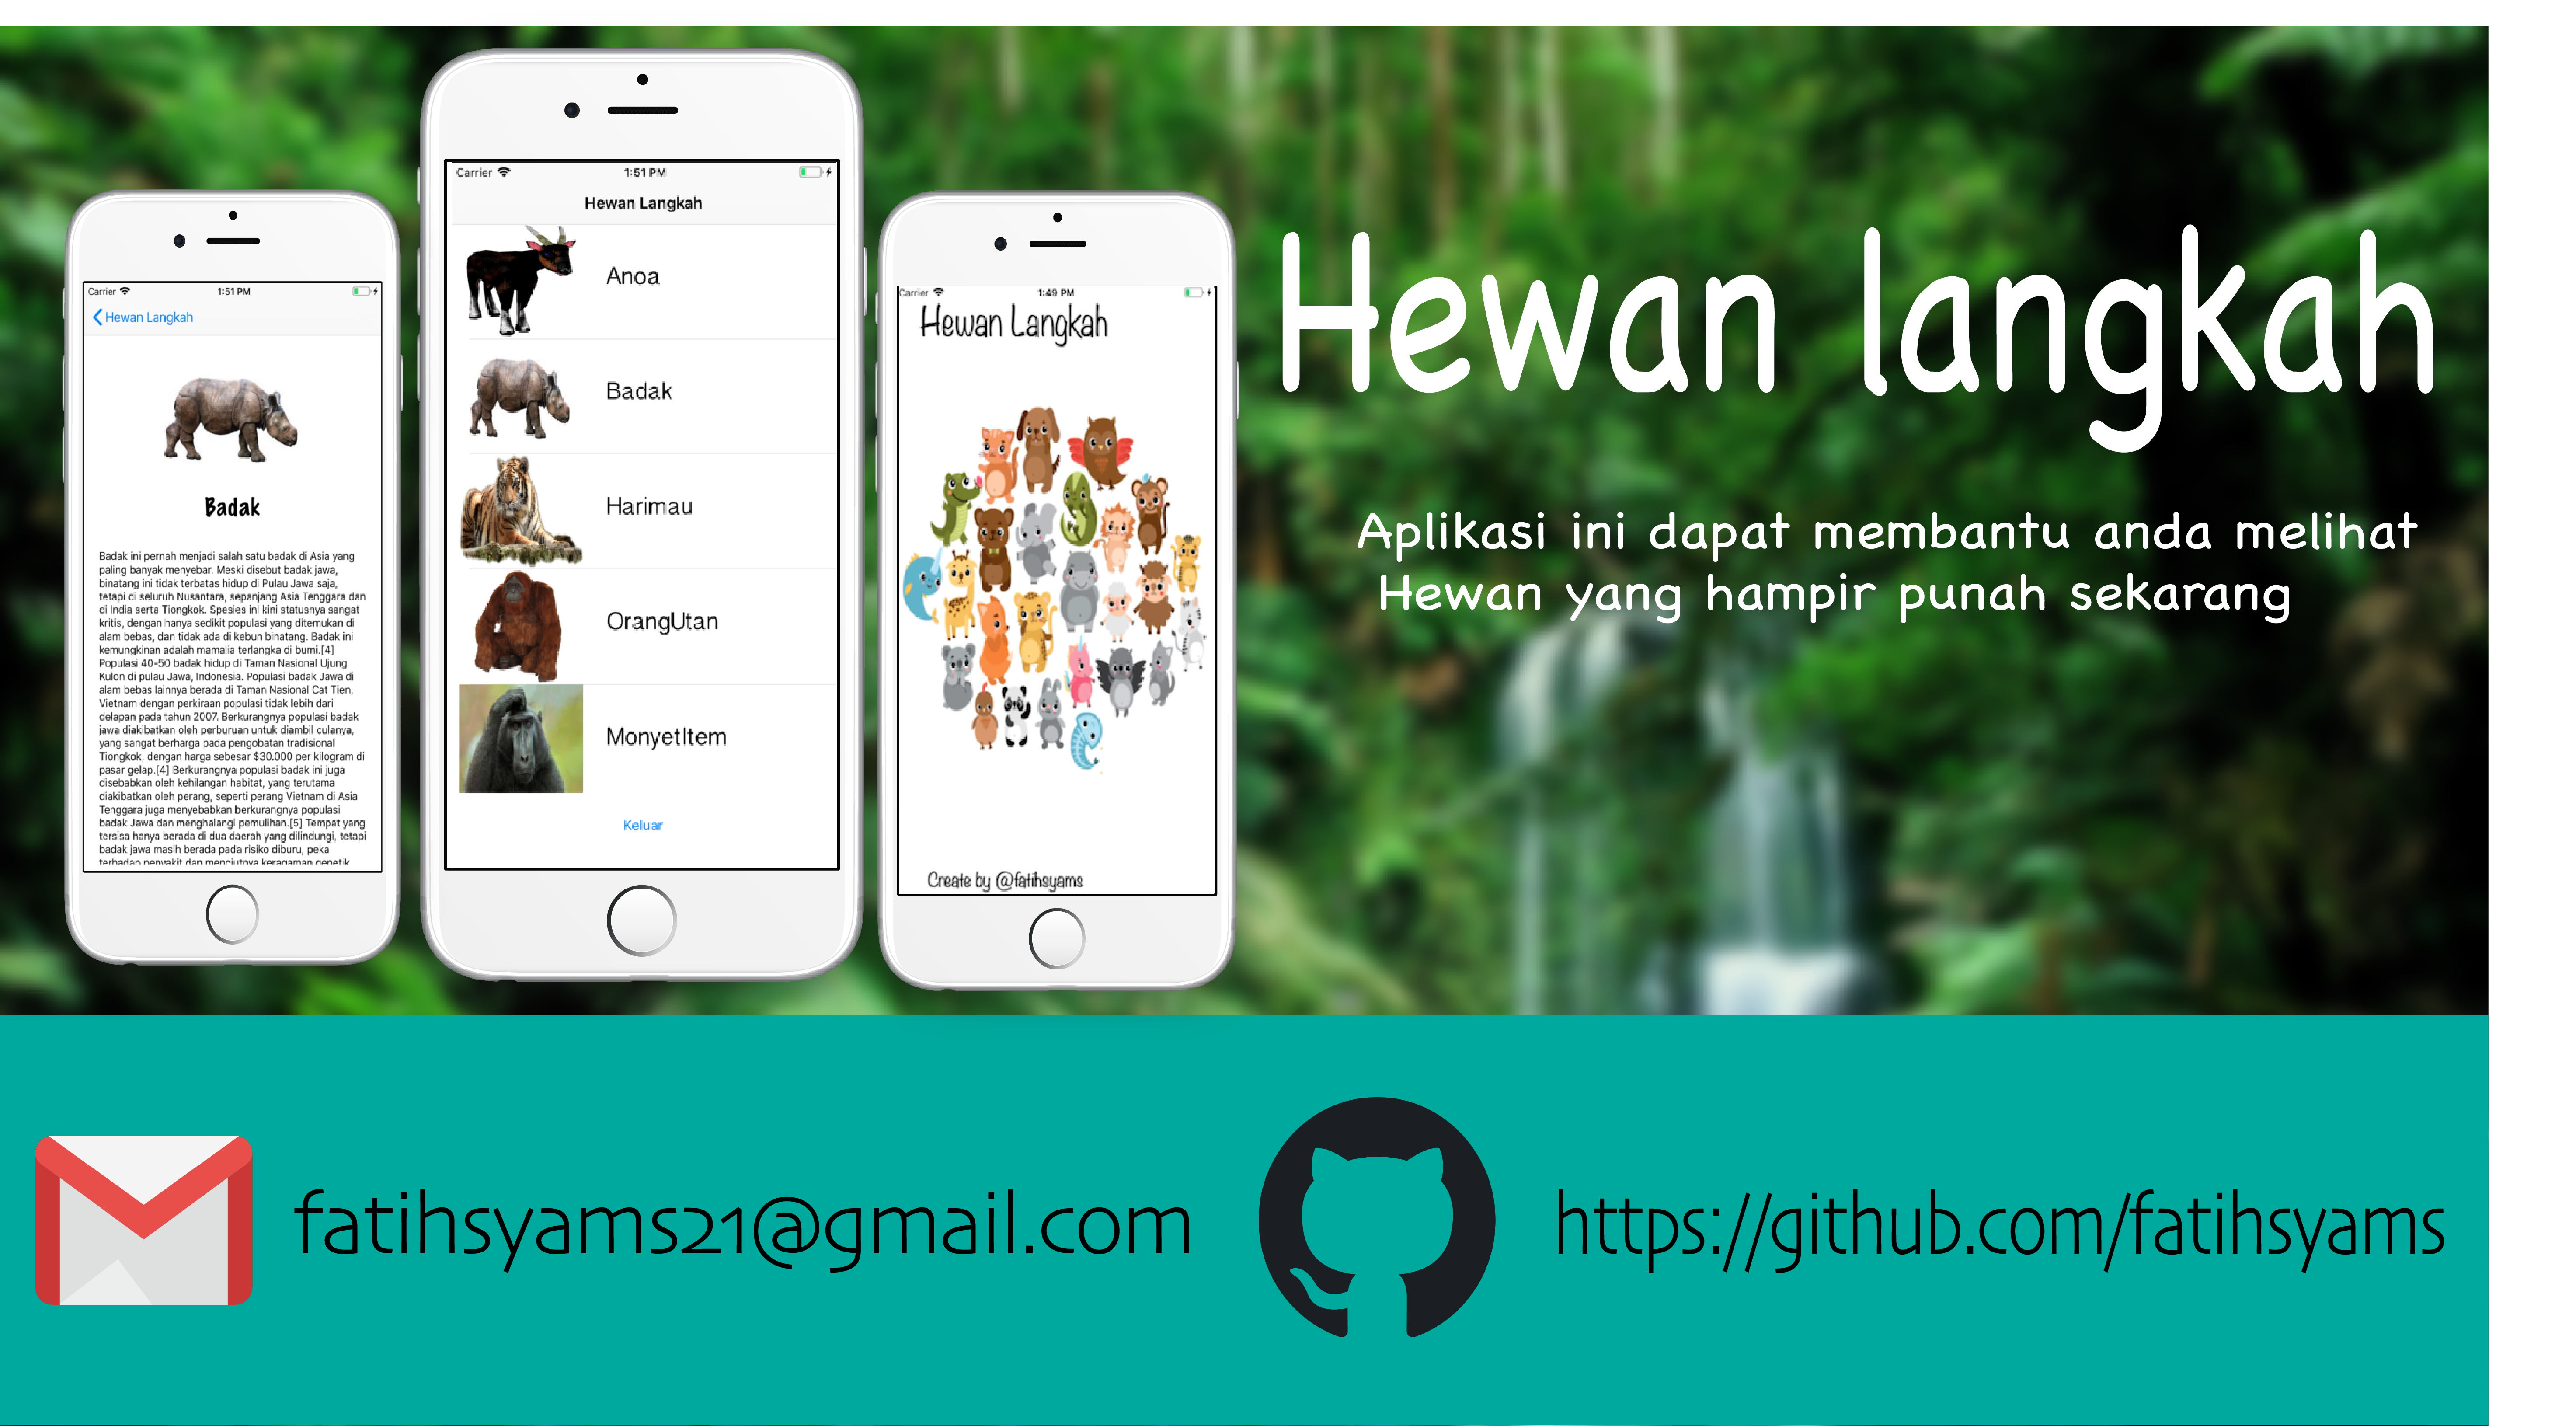 Carrier 1:51 PM
Hewan Langkah
Badak
Badak ini pernah menjadi salah satu badak di Asia yang
paling banyak menyebar. Meski disebut badak jawa,
binatang ini tidak terbatas hidup di Pulau Jawa saja,
tetapi di seluruh Nusantara, sepanjang Asia Tenggara dan
di India serta Tiongkok. Spesies ini kini statusnya sangat
kritis, dengan hanya sedikit populasi yang ditemukan di
alam bebas, dan tidak ada di kebun binatang. Badak ini
kemungkinan adalah mamalia terlangka di bumi.[4]
Populasi 40-50 badak hidup di Taman Nasional Ujung
Kulon di pulau Jawa, Indonesia. Populasi badak Jawa di
alam bebas lainnya berada di Taman Nasional Cat Tien,
Vietnam dengan perkiraan populasi tidak lebih dari
delapan pada tahun 2007. Berkurangnya populasi badak
jawa diakibatkan oleh perburuan untuk diambil culanya,
yang sangat berharga pada pengobatan tradisional
Tiongkok, dengan harga sebesar $30.000 per kilogram di
pasar gelap.[4] Berkurangnya populasi badak ini juga
disebabkan oleh kehilangan habitat, yang terutama
diakibatkan oleh perang, seperti perang Vietnam di Asia
Tenggara juga menyebabkan berkurangnya populasi
badak Jawa dan menghalangi pemulihan.[5] Tempat yang
tersisa hanya berada di dua daerah yang dilindungi, tetapi
badak jawa masih berada pada risiko diburu, peka
terhadap penyakit dan menciutnya keragaman genetik
Carrier 1:51 PM
Hewan Langkah
Anoa
Badak
Harimau
OrangUtan
MonyetItem
Keluar
Carrier 1:49 PM
Hewan Langkah
Create by @fatihsyams
Hewan langkah
Aplikasi ini dapat membantu anda melihat
Hewan yang hampir punah sekarang
fatihsyams21@gmail.com
https://github.com/fatihsyams